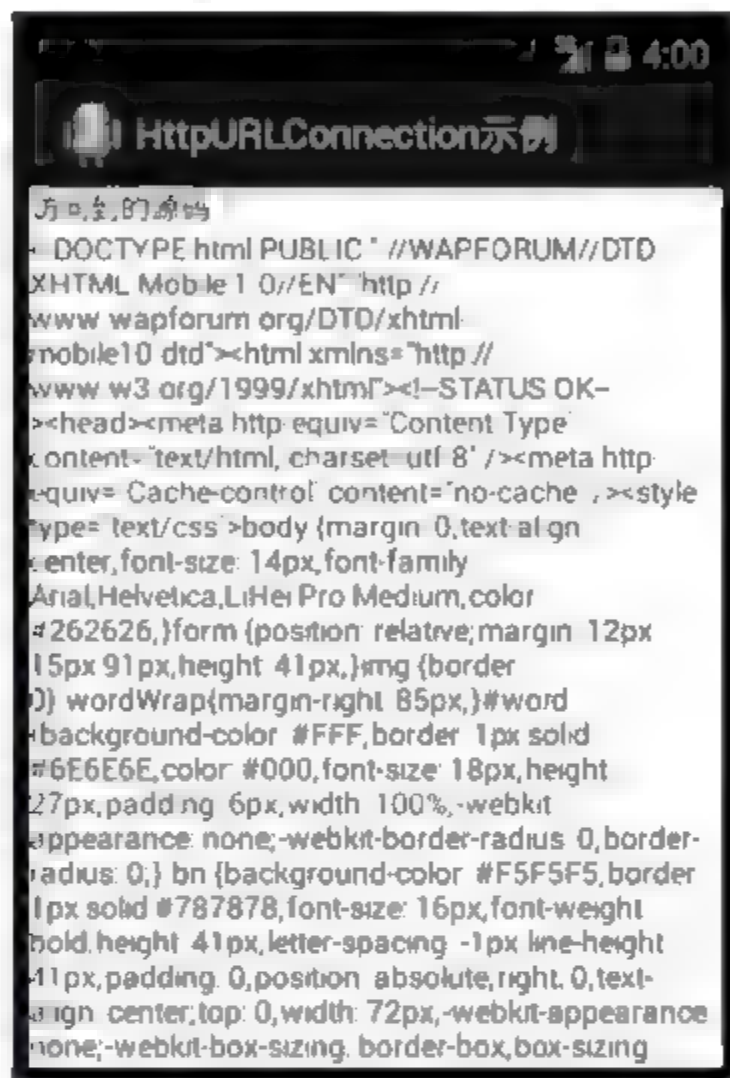 4:00
HttpURLConnection示例
的源码
DOCTYPE html PUBLIC " //WAPFORUM//DTD
XHTML Mobile 1 0//EN" "http //
www wapforum org/DTD/xhtml-
mobile10 dtd"><html xmlns="http //
www w3 org/1999/xhtml"><!--STATUS OK--
><head><meta http equiv="Content Type"
content="text/html, charset utf 8" /><meta http-
equiv= Cache-control content="no-cache , ><style
type= text/css >body {margin 0,text-align
center,font-size: 14px,font-family
Arial,Helvetica,LiHei Pro Medium,color
#262626,}form {position relative;margin 12px
15px 91px,height 41px,}img {border
0} wordWrap{margin-right 85px,}#word
{background-color #FFF,border 1px solid
#6E6E6E,color #000,font-size 18px,height
27px,padding 6px,width 100%,-webkit
appearance none;-webkit-border-radius 0,border-
radius 0;} bn {background-color #F5F5F5,border
1px solid #787878,font-size: 16px,font-weight
bold,height 41px,letter-spacing -1px line-height
41px,padding 0,position absolute,right 0,text-
align center;top: 0,width: 72px,-webkit-appearance
none;-webkit-box-sizing. border-box,box-sizing